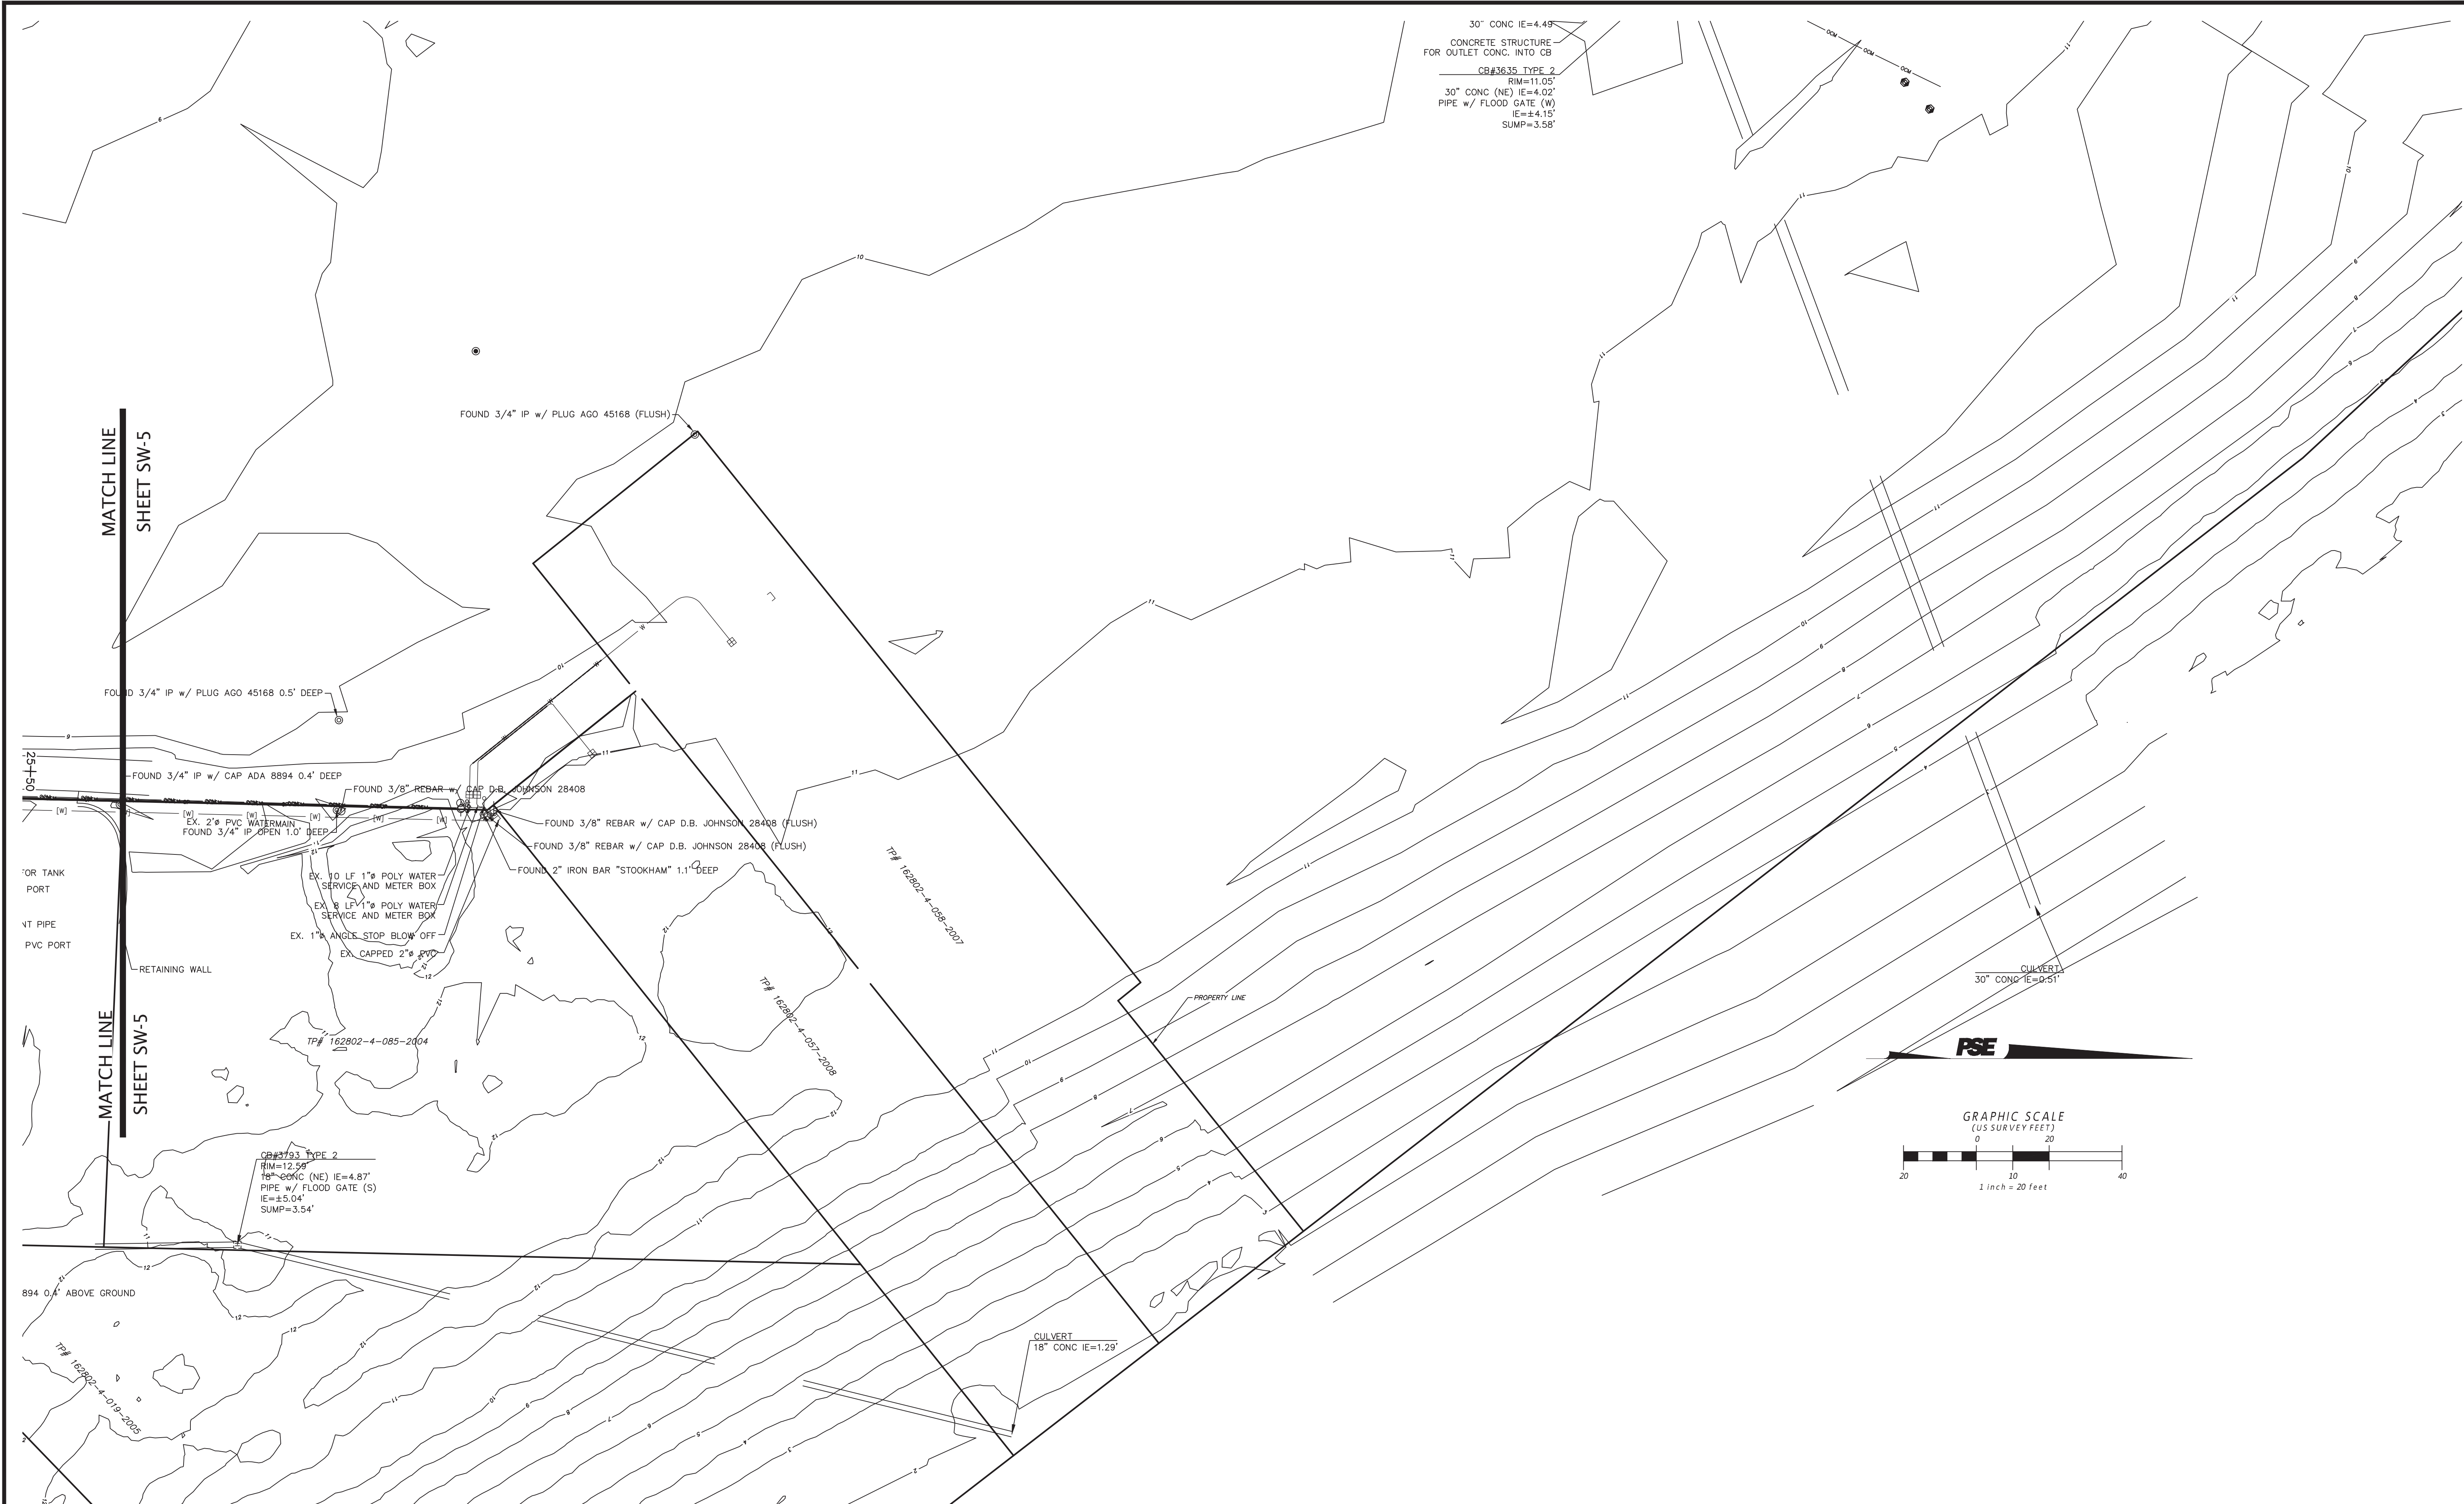 30" CONC IE=4.49'
CONCRETE STRUCTURE
FOR OUTLET CONC. INTO CB
CB#3635 TYPE 2
RIM=11.05'
30" CONC (NE) IE=4.02'
PIPE w/ FLOOD GATE (W)
IE=±4.15'
SUMP=3.58'
FOUND 3/4" IP w/ PLUG AGO 45168 (FLUSH)
MATCH LINE
SHEET SW-5
FOUND 3/4" IP w/ PLUG AGO 45168 0.5' DEEP
25+50
FOUND 3/4" IP w/ CAP ADA 8894 0.4' DEEP
FOUND 3/8" REBAR w/ CAP D.B. JOHNSON 28408
EX. 2'ø PVC WATERMAIN
FOUND 3/4" IP OPEN 1.0' DEEP
FOUND 3/8" REBAR w/ CAP D.B. JOHNSON 28408 (FLUSH)
FOUND 3/8" REBAR w/ CAP D.B. JOHNSON 28408 (FLUSH)
FOUND 2" IRON BAR "STOOKHAM" 1.1' DEEP
FOR TANK
PORT
NT PIPE
PVC PORT
EX. 10 LF 1"ø POLY WATER
SERVICE AND METER BOX
EX. 8 LF 1"ø POLY WATER
SERVICE AND METER BOX
EX. 1"ø ANGLE STOP BLOW OFF
EX. CAPPED 2"ø PVC
RETAINING WALL
TP# 162802-4-058-2007
TP# 162802-4-057-2008
TP# 162802-4-085-2004
PROPERTY LINE
CULVERT
30" CONC IE=0.51'
MATCH LINE
SHEET SW-5
PSE
GRAPHIC SCALE
(US SURVEY FEET)
0 20
20 10 40
1 inch = 20 feet
CB#3793 TYPE 2
RIM=12.59'
18" CONC (NE) IE=4.87'
PIPE w/ FLOOD GATE (S)
IE=±5.04'
SUMP=3.54'
894 0.4' ABOVE GROUND
CULVERT
18" CONC IE=1.29'
TP# 162802-4-019-2005